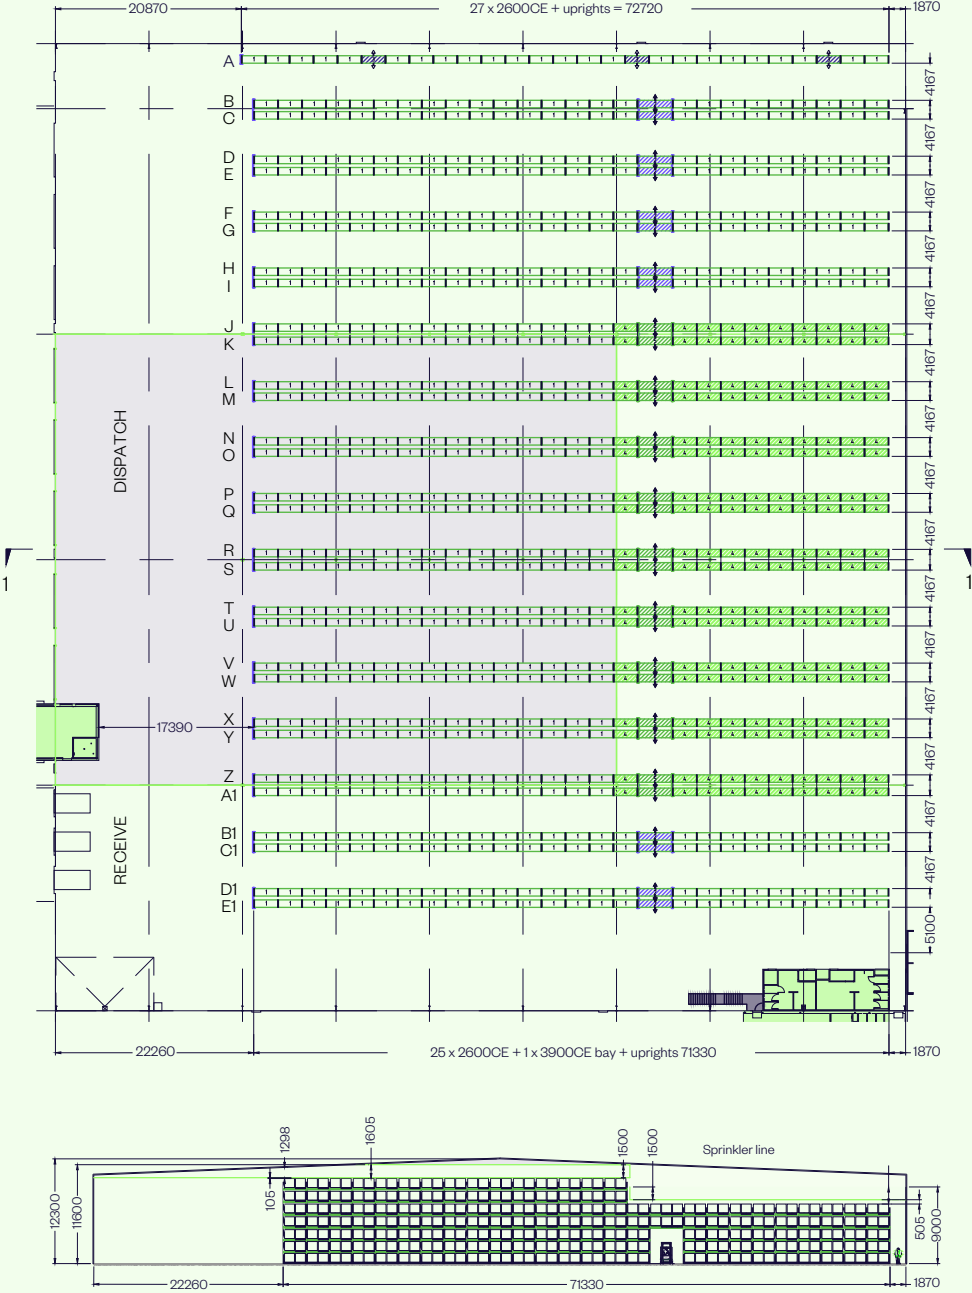 20870
27 x 2600CE + uprights = 72720
1870
A
4167
B
C
4167
D
E
4167
F
G
4167
H
I
4167
J
K
4167
L
M
4167
DISPATCH
N
O
4167
P
Q
4167
R
S
1
1
4167
T
U
4167
V
W
4167
17390
X
Y
4167
Z
A1
4167
RECEIVE
B1
C1
4167
D1
E1
5100
22260
25 x 2600CE + 1 x 3900CE bay + uprights 71330
1870
1298
1605
1500
1500
Sprinkler line
12300
11600
105
505
9000
22260
71330
1870